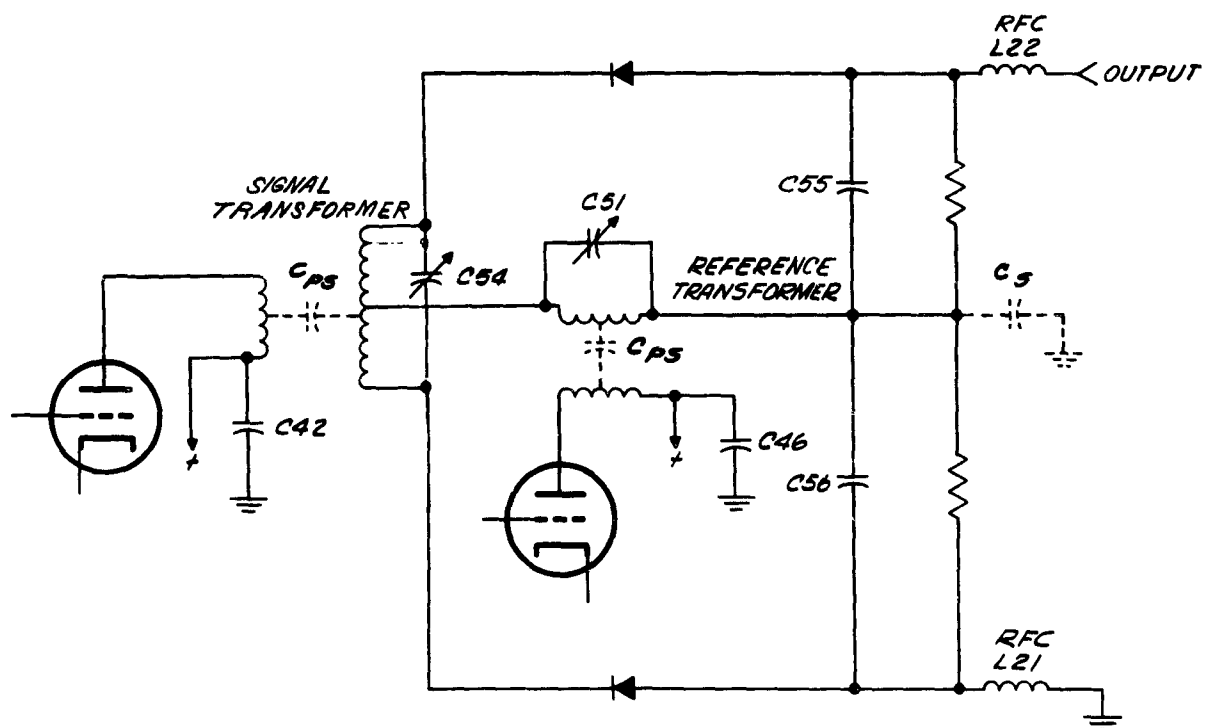 RFC
L22
OUTPUT
SIGNAL
TRANSFORMER
C55
C51
CPS
C54
REFERENCE
TRANSFORMER
CS
CPS
+
C42
+
C46
C56
RFC
L21